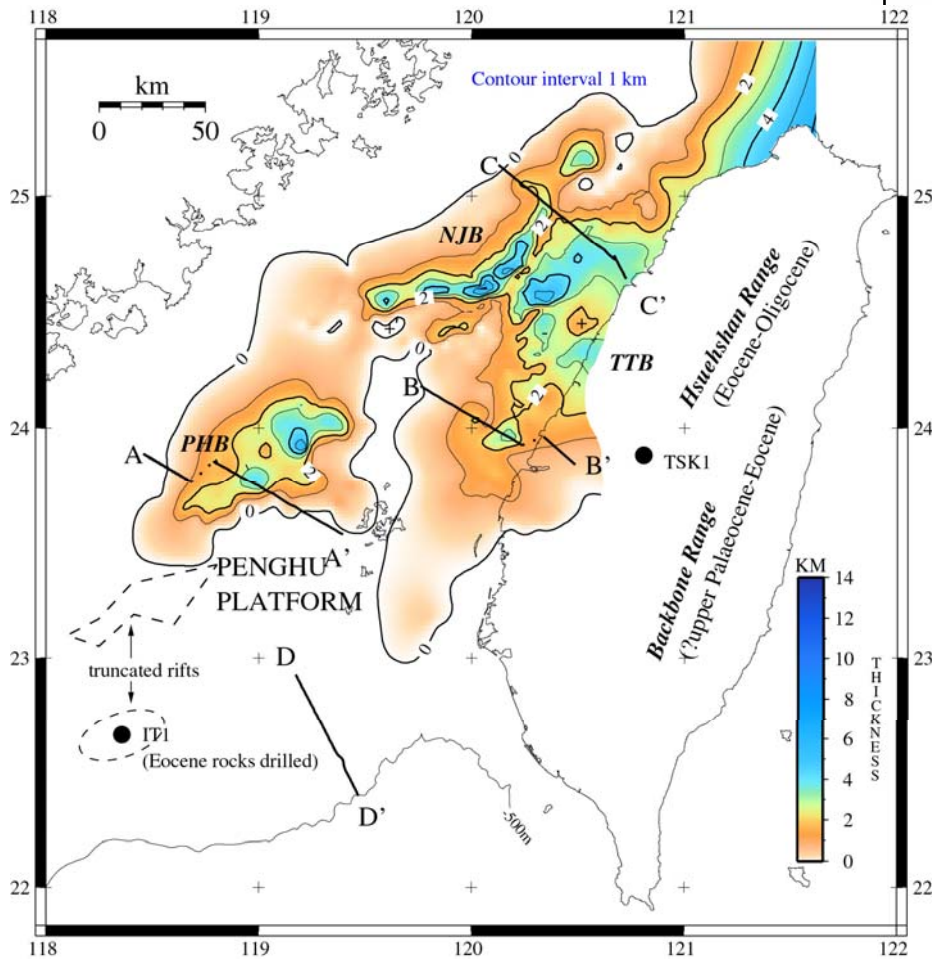 118
119
120
121
122
km
0
50
Contour interval 1 km
2
4
C
0
25
25
NJB
2
2
C'
Hsuehshan Range
(Eocene-Oligocene)
0
0
TTB
B
2
24
24
PHB
A
2
B'
TSK1
0
A'
PENGHU
PLATFORM
Backbone Range
(?upper Palaeocene-Eocene)
KM
14
12
10
8
6
4
2
0
THICKNESS
23
23
0
D
truncated rifts
IT1
(Eocene rocks drilled)
D'
-500m
22
22
118
119
120
121
122